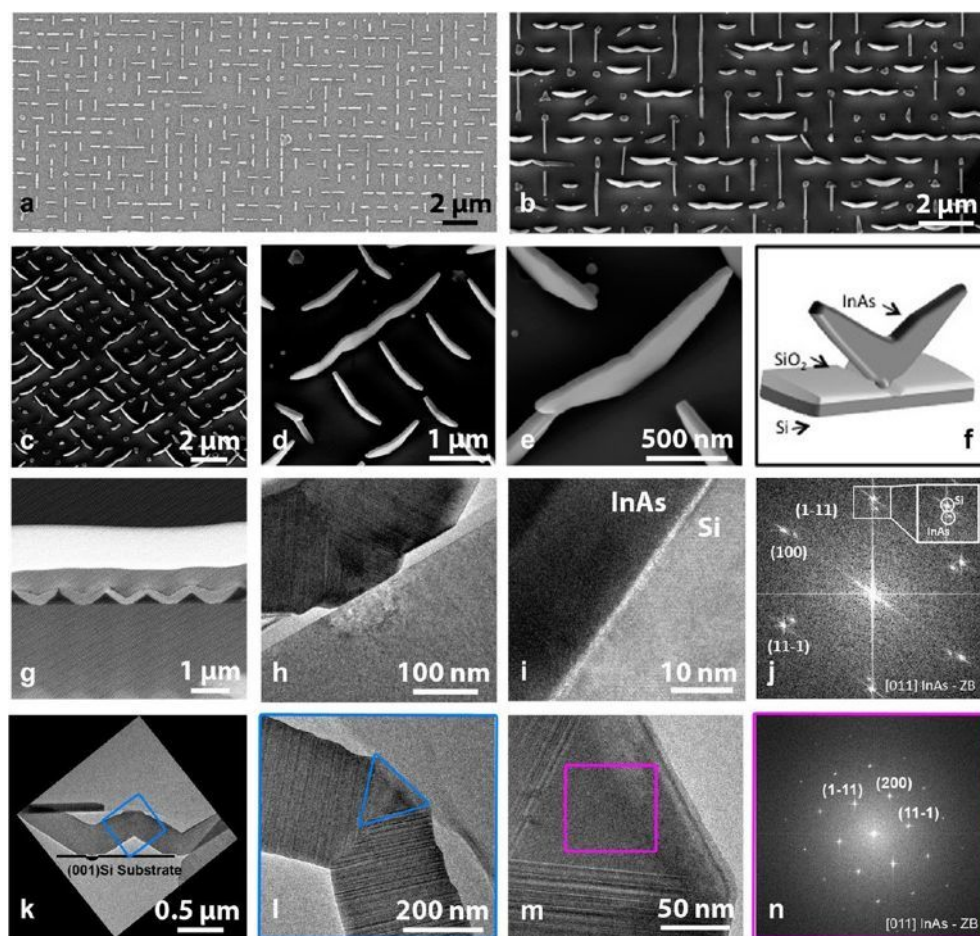 a
2 µm
b
2 µm
c
2 µm
d
1 µm
e
500 nm
InAs
SiO₂
Si
f
g
1 µm
h
100 nm
InAs
Si
i
10 nm
(1-11)
Si
InAs
(100)
(11-1)
j
[011] InAs - ZB
(001)Si Substrate
k
0.5 µm
l
200 nm
m
50 nm
(1-11)
(200)
(11-1)
n
[011] InAs - ZB